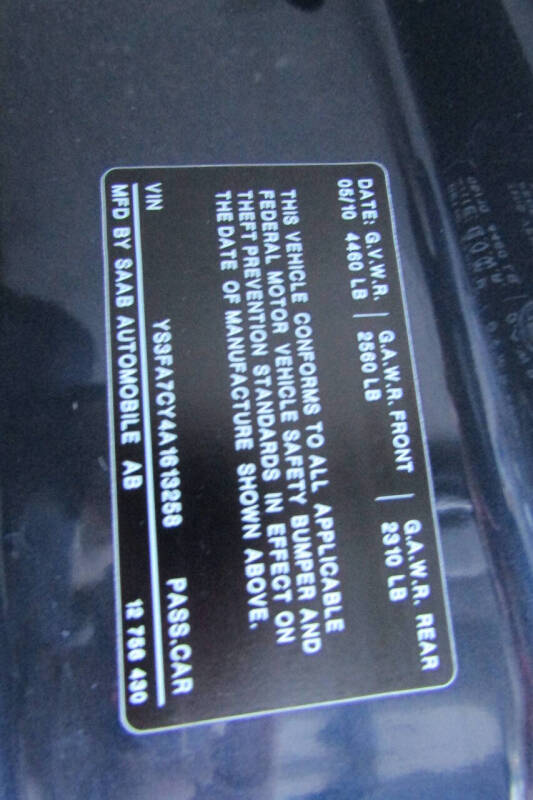 DATE: G.V.W.R. | G.A.W.R. FRONT | G.A.W.R. REAR
05/10 4460 LB | 2560 LB 2310 LB
THIS VEHICLE CONFORMS TO ALL APPLICABLE
FEDERAL MOTOR VEHICLE SAFETY BUMPER AND
THEFT PREVENTION STANDARDS IN EFFECT ON
THE DATE OF MANUFACTURE SHOWN ABOVE.
VIN YS3FA7CY4A1613258 PASS.CAR
MFD BY SAAB AUTOMOBILE AB 12 756 430